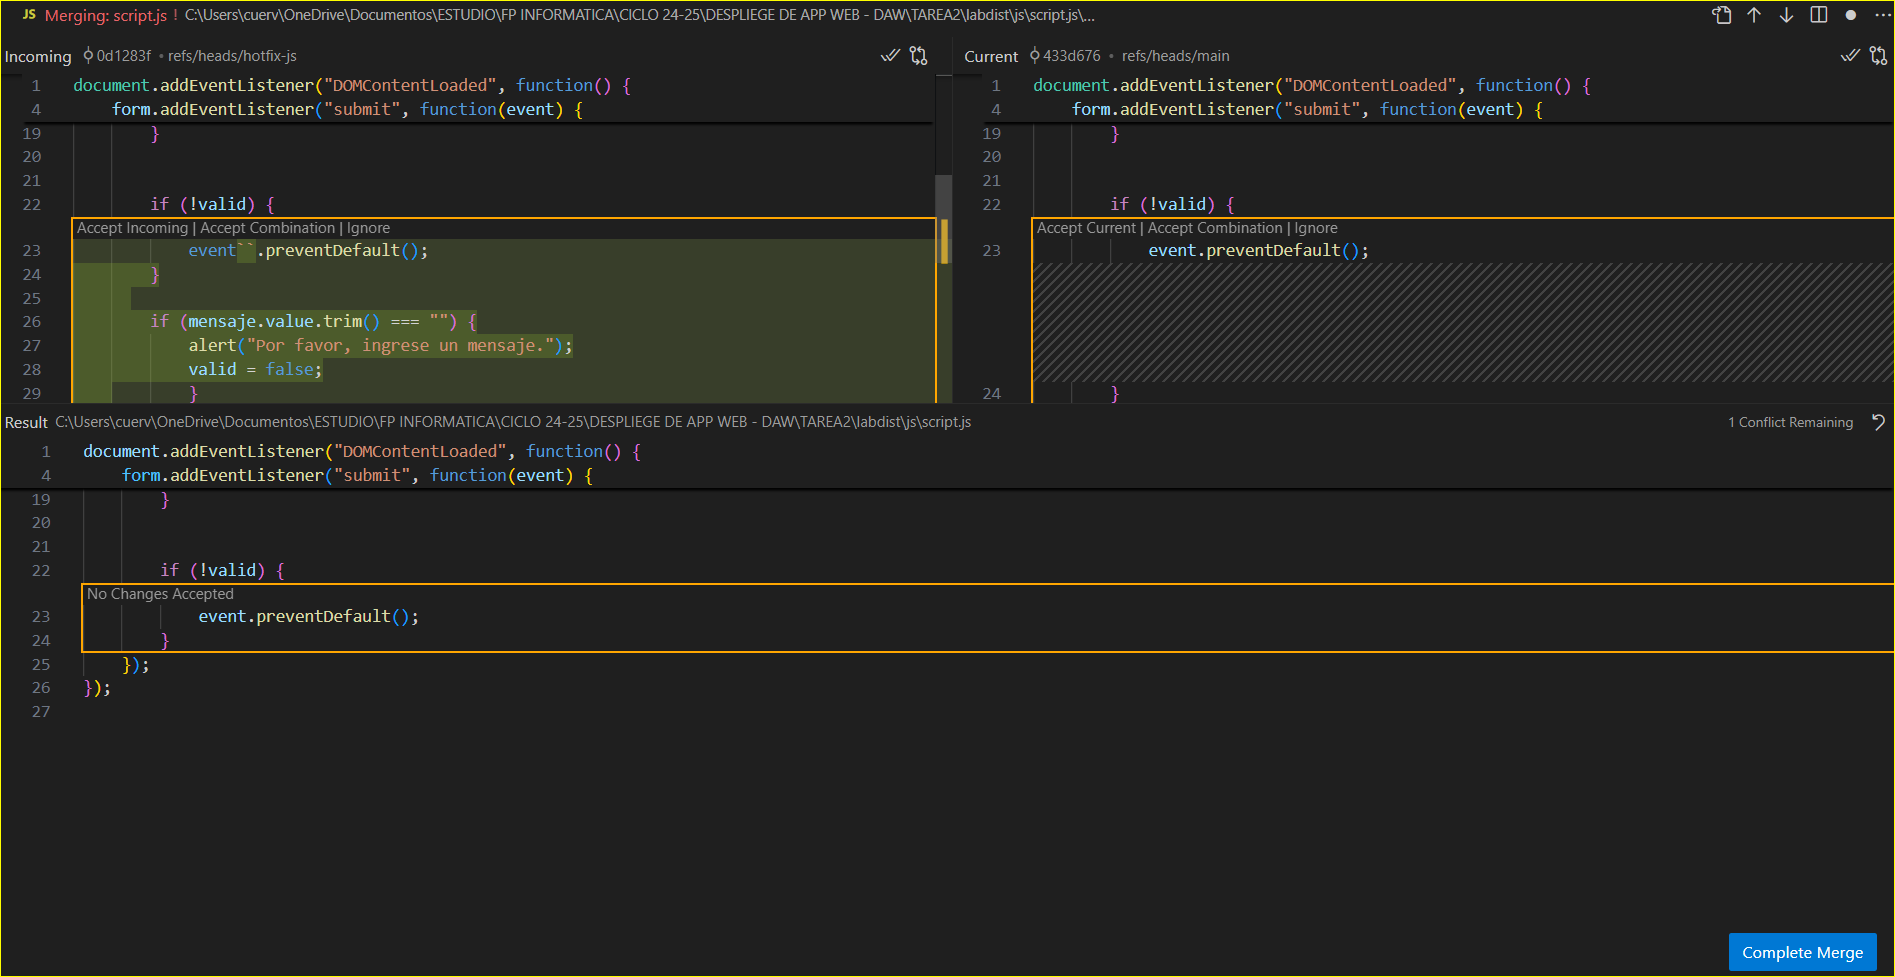 JS Merging: script.js ! C:\Users\cuerv\OneDrive\Documentos\ESTUDIO\FP INFORMATICA\CICLO 24-25\DESPLIEGE DE APP WEB - DAW\TAREA2\labdist\js\script.js\...
Incoming 0d1283f • refs/heads/hotfix-js
1 document.addEventListener("DOMContentLoaded", function() {
4 form.addEventListener("submit", function(event) {
19 }
20
21
22 if (!valid) {
Accept Incoming | Accept Combination | Ignore
23 event``.preventDefault();
24 }
25
26 if (mensaje.value.trim() === "") {
27 alert("Por favor, ingrese un mensaje.");
28 valid = false;
29 }
Current 433d676 • refs/heads/main
1 document.addEventListener("DOMContentLoaded", function() {
4 form.addEventListener("submit", function(event) {
19 }
20
21
22 if (!valid) {
Accept Current | Accept Combination | Ignore
23 event.preventDefault();
24 }
Result C:\Users\cuerv\OneDrive\Documentos\ESTUDIO\FP INFORMATICA\CICLO 24-25\DESPLIEGE DE APP WEB - DAW\TAREA2\labdist\js\script.js 1 Conflict Remaining
1 document.addEventListener("DOMContentLoaded", function() {
4 form.addEventListener("submit", function(event) {
19 }
20
21
22 if (!valid) {
No Changes Accepted
23 event.preventDefault();
24 }
25 });
26 });
27
Complete Merge